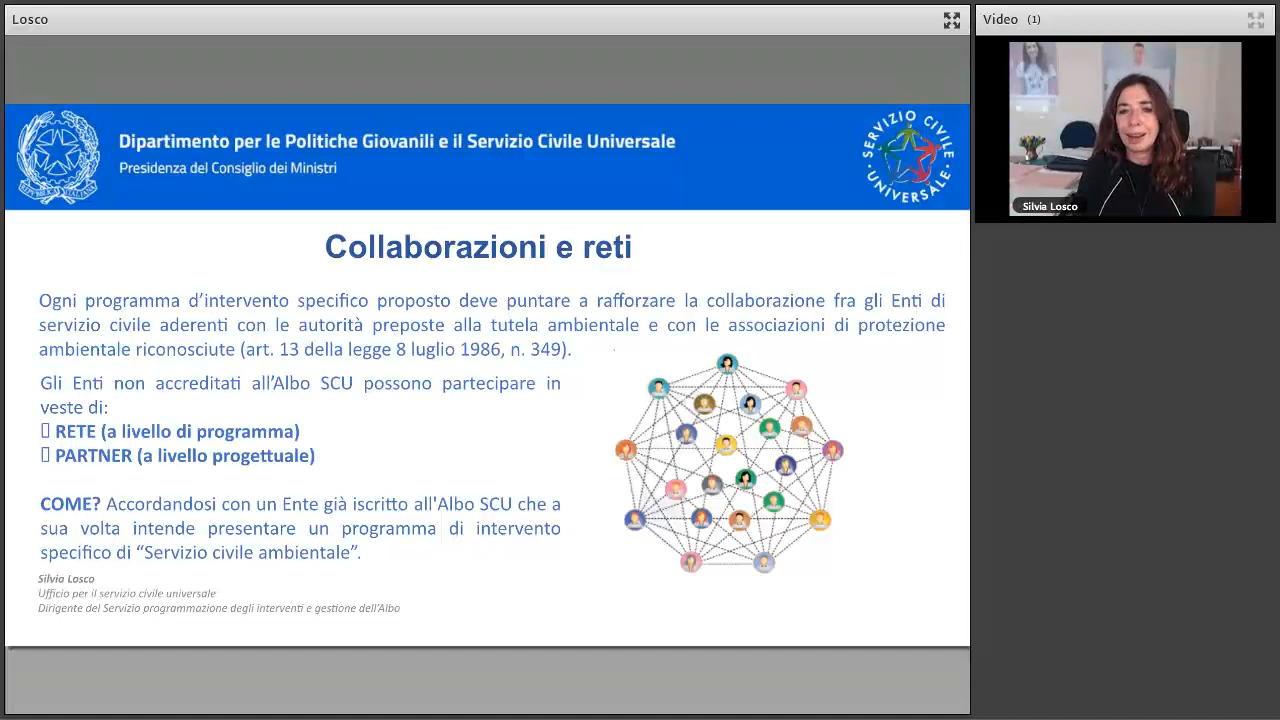 Losco
Video (1)
Dipartimento per le Politiche Giovanili e il Servizio Civile Universale
Presidenza del Consiglio dei Ministri
SERVIZIO CIVILE
UNIVERSALE
REPVBBLICA ITALIANA
Silvia Losco
Collaborazioni e reti
Ogni programma d'intervento specifico proposto deve puntare a rafforzare la collaborazione fra gli Enti di
servizio civile aderenti con le autorità preposte alla tutela ambientale e con le associazioni di protezione
ambientale riconosciute (art. 13 della legge 8 luglio 1986, n. 349).
Gli Enti non accreditati all'Albo SCU possono partecipare in
veste di:
RETE (a livello di programma)
PARTNER (a livello progettuale)
COME? Accordandosi con un Ente già iscritto all'Albo SCU che a
sua volta intende presentare un programma di intervento
specifico di “Servizio civile ambientale”.
Silvia Losco
Ufficio per il servizio civile universale
Dirigente del Servizio programmazione degli interventi e gestione dell'Albo